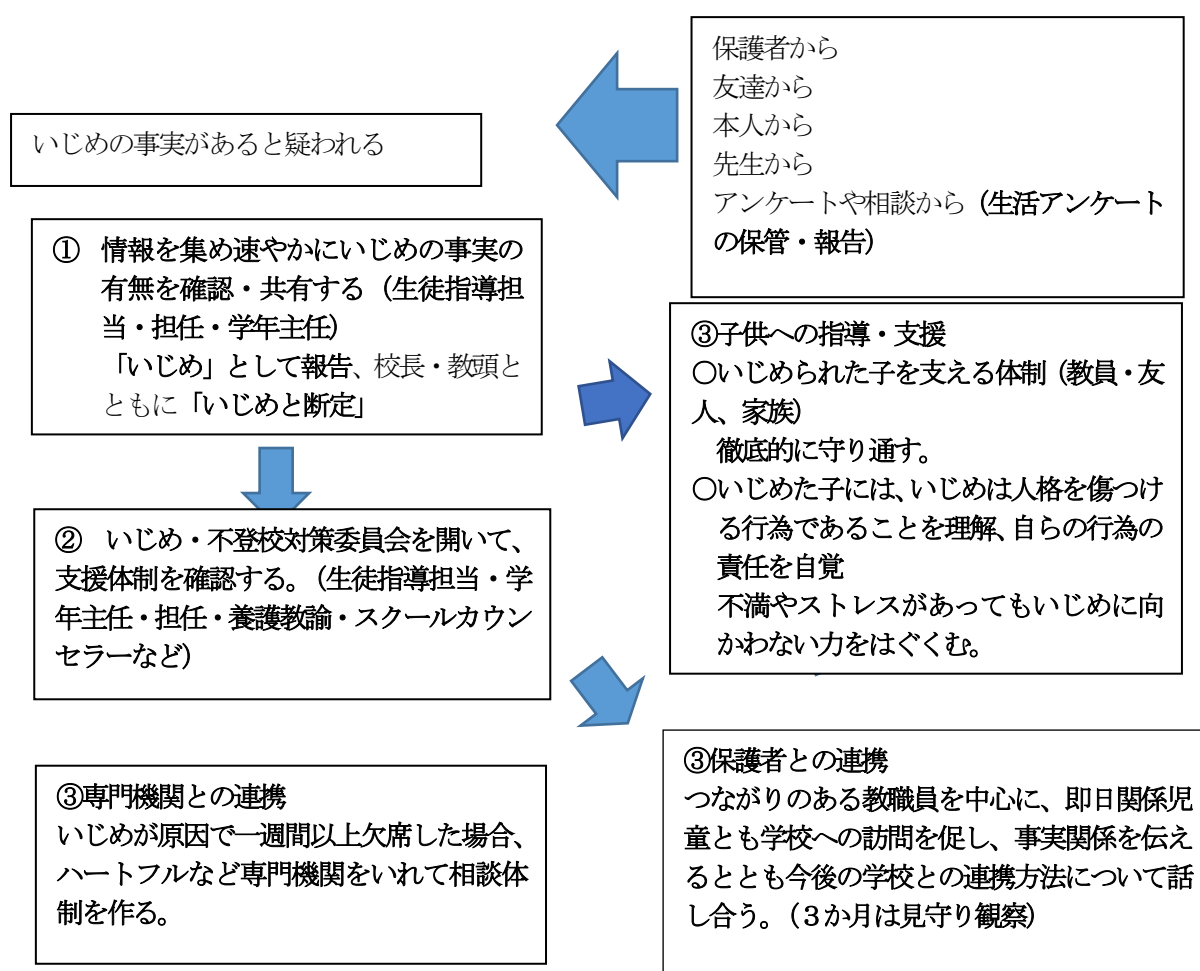 保護者から
友達から
本人から
先生から
アンケートや相談から(生活アンケート
の保管・報告)
いじめの事実があると疑われる
① 情報を集め速やかにいじめの事実の
有無を確認・共有する(生徒指導担
当・担任・学年主任)
「いじめ」として報告、校長・教頭と
ともに「いじめと断定」
② いじめ・不登校対策委員会を開いて、
支援体制を確認する。(生徒指導担当・学
年主任・担任・養護教諭・スクールカウン
セラーなど)
③子供への指導・支援
○いじめられた子を支える体制(教員・友
人、家族)
徹底的に守り通す。
○いじめた子には、いじめは人格を傷つけ
る行為であることを理解、自らの行為の
責任を自覚
不満やストレスがあってもいじめに向
かわない力をはぐくむ。
③専門機関との連携
いじめが原因で一週間以上欠席した場合、
ハートフルなど専門機関をいれて相談体
制を作る。
③保護者との連携
つながりのある教職員を中心に、即日関係児
童とも学校への訪問を促し、事実関係を伝え
るととも今後の学校との連携方法について話
し合う。(3か月は見守り観察)